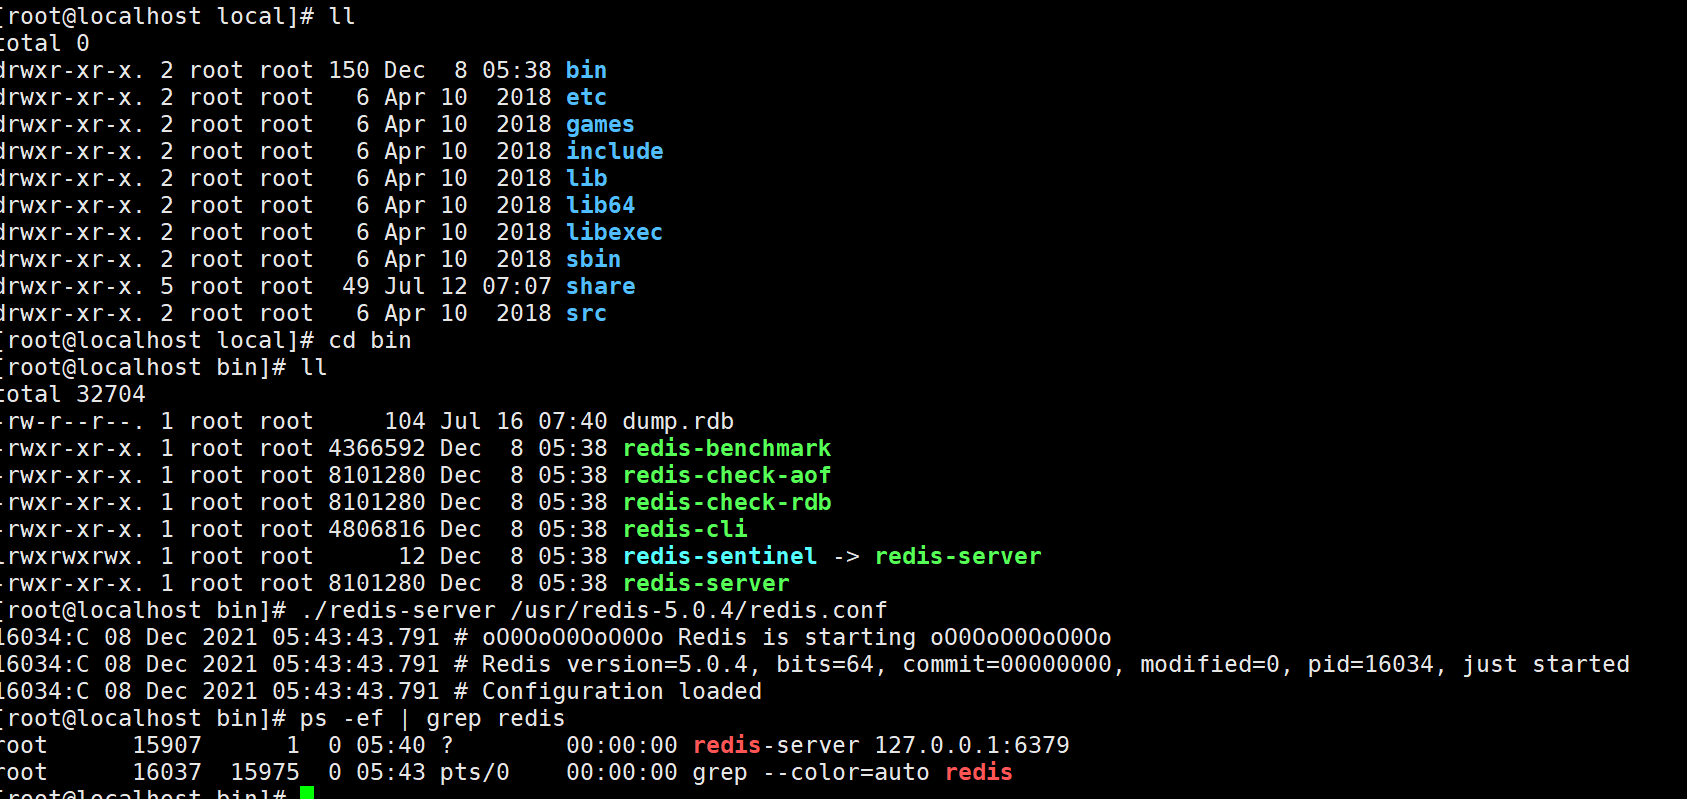 [root@localhost local]# ll
total 0
drwxr-xr-x. 2 root root 150 Dec  8 05:38 bin
drwxr-xr-x. 2 root root   6 Apr 10  2018 etc
drwxr-xr-x. 2 root root   6 Apr 10  2018 games
drwxr-xr-x. 2 root root   6 Apr 10  2018 include
drwxr-xr-x. 2 root root   6 Apr 10  2018 lib
drwxr-xr-x. 2 root root   6 Apr 10  2018 lib64
drwxr-xr-x. 2 root root   6 Apr 10  2018 libexec
drwxr-xr-x. 2 root root   6 Apr 10  2018 sbin
drwxr-xr-x. 5 root root  49 Jul 12 07:07 share
drwxr-xr-x. 2 root root   6 Apr 10  2018 src
[root@localhost local]# cd bin
[root@localhost bin]# ll
total 32704
-rw-r--r--. 1 root root     104 Jul 16 07:40 dump.rdb
-rwxr-xr-x. 1 root root 4366592 Dec  8 05:38 redis-benchmark
-rwxr-xr-x. 1 root root 8101280 Dec  8 05:38 redis-check-aof
-rwxr-xr-x. 1 root root 8101280 Dec  8 05:38 redis-check-rdb
-rwxr-xr-x. 1 root root 4806816 Dec  8 05:38 redis-cli
lrwxrwxrwx. 1 root root      12 Dec  8 05:38 redis-sentinel -> redis-server
-rwxr-xr-x. 1 root root 8101280 Dec  8 05:38 redis-server
[root@localhost bin]# ./redis-server /usr/redis-5.0.4/redis.conf
16034:C 08 Dec 2021 05:43:43.791 # oO0OoO0OoO0Oo Redis is starting oO0OoO0OoO0Oo
16034:C 08 Dec 2021 05:43:43.791 # Redis version=5.0.4, bits=64, commit=00000000, modified=0, pid=16034, just started
16034:C 08 Dec 2021 05:43:43.791 # Configuration loaded
[root@localhost bin]# ps -ef | grep redis
root      15907      1  0 05:40 ?        00:00:00 redis-server 127.0.0.1:6379
root      16037  15975  0 05:43 pts/0    00:00:00 grep --color=auto redis
[root@localhost bin]#